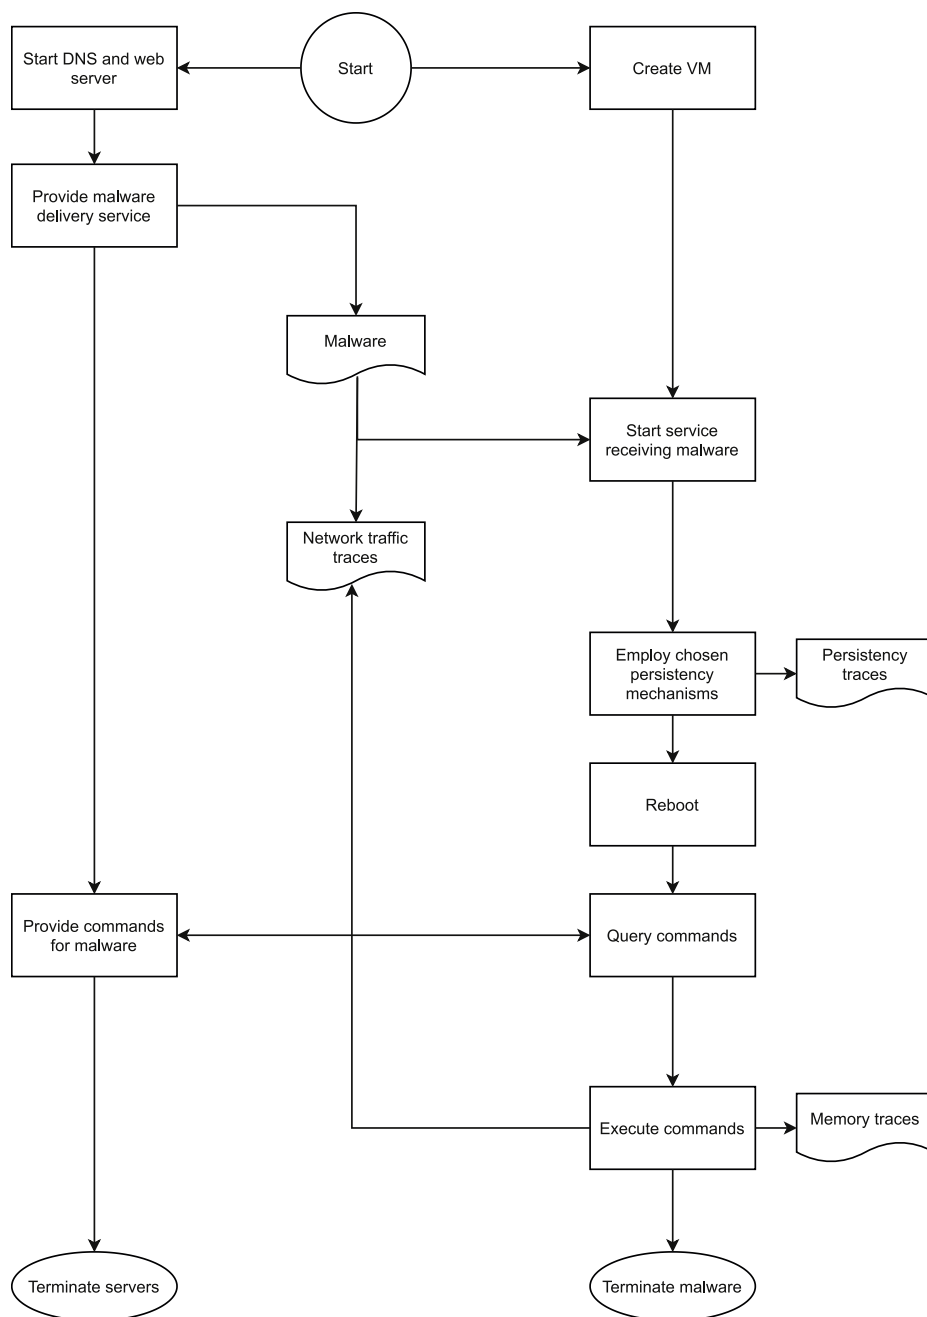 Start DNS and web
server
Start
Create VM
Provide malware
delivery service
Malware
Start service
receiving malware
Network traffic
traces
Employ chosen
persistency
mechanisms
Persistency
traces
Reboot
Provide commands
for malware
Query commands
Execute commands
Memory traces
Terminate servers
Terminate malware